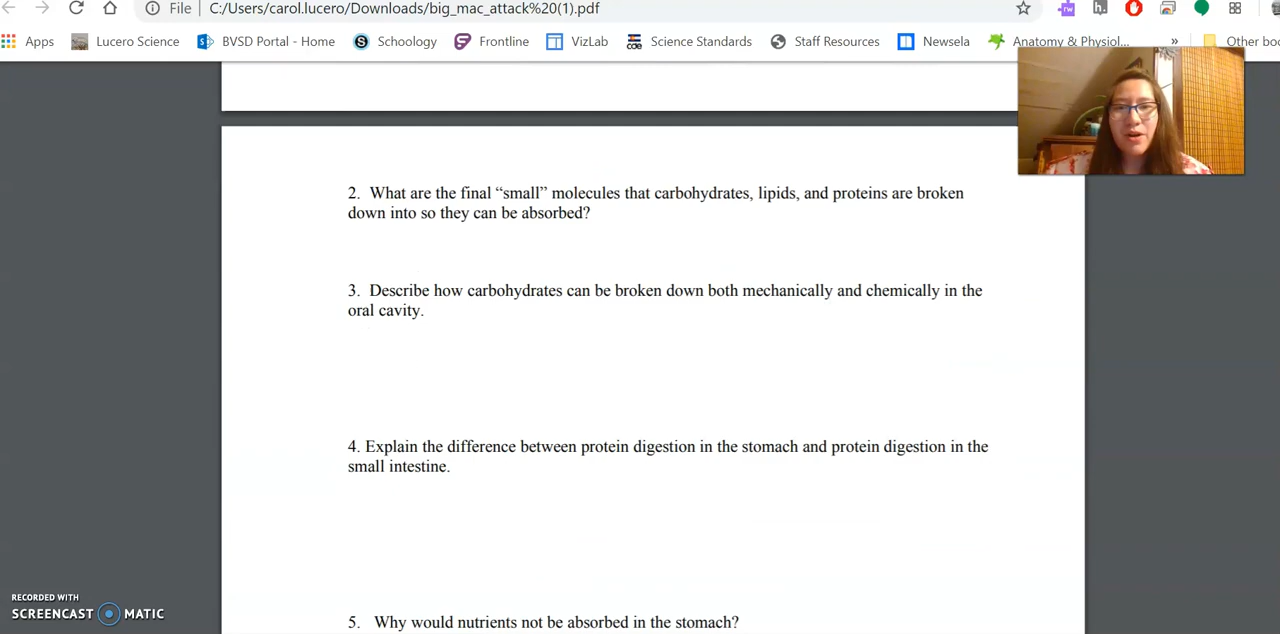 File C:/Users/carol.lucero/Downloads/big_mac_attack%20(1).pdf
Apps Lucero Science BVSD Portal - Home Schoology Frontline VizLab Science Standards Staff Resources Newsela Anatomy & Physiol... » Other boo
2. What are the final “small” molecules that carbohydrates, lipids, and proteins are broken
down into so they can be absorbed?
3. Describe how carbohydrates can be broken down both mechanically and chemically in the
oral cavity.
4. Explain the difference between protein digestion in the stomach and protein digestion in the
small intestine.
5. Why would nutrients not be absorbed in the stomach?
RECORDED WITH
SCREENCAST MATIC